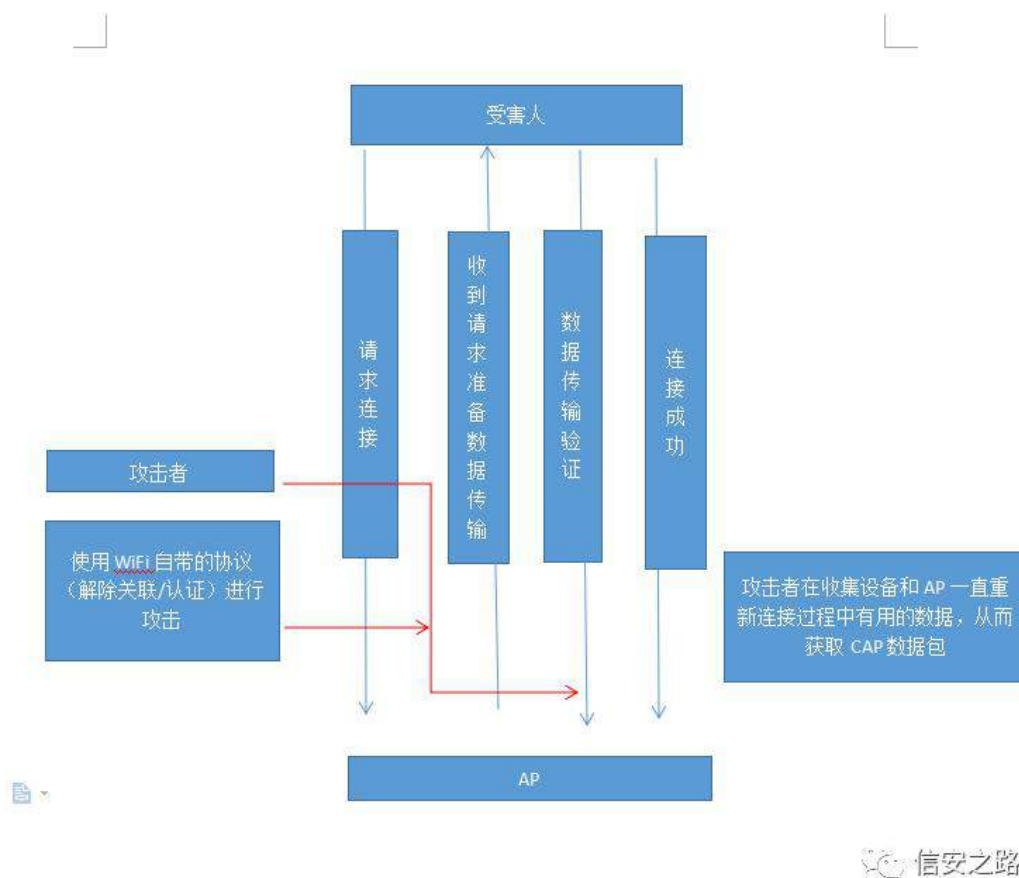 受害人
请求连接
收到请求准备数据传输
数据传输验证
连接成功
攻击者
使用 WiFi 自带的协议
（解除关联/认证）进行
攻击
攻击者在收集设备和 AP 一直重
新连接过程中有用的数据，从而
获取 CAP 数据包
AP
信安之路